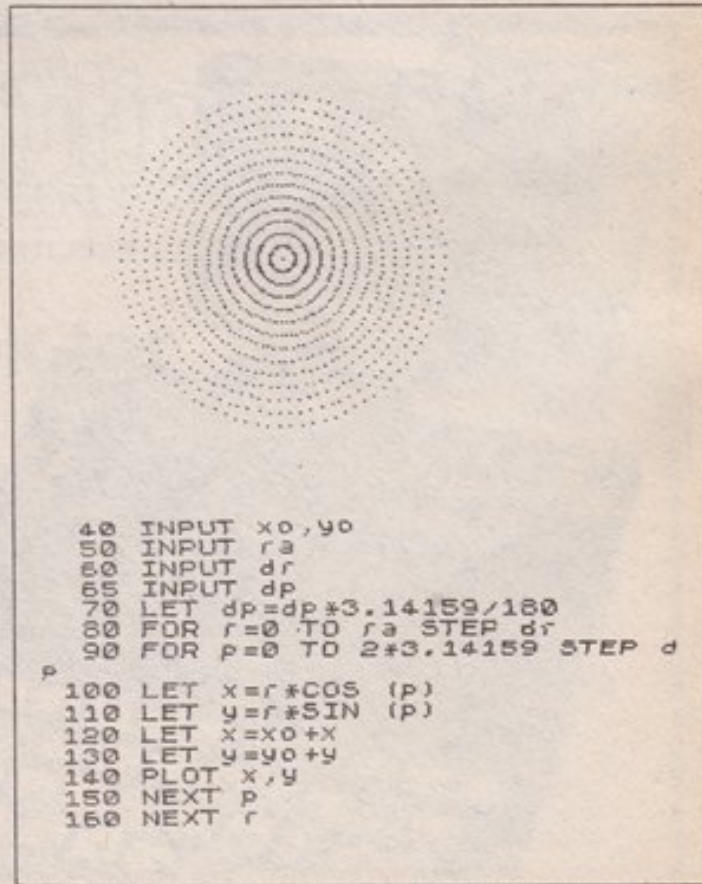 40 INPUT xo,yo
50 INPUT ra
60 INPUT dr
65 INPUT dp
70 LET dp=dp*3.14159/180
80 FOR r=0 TO ra STEP dr
90 FOR p=0 TO 2*3.14159 STEP d
p
100 LET x=r*COS (p)
110 LET y=r*SIN (p)
120 LET x=xo+x
130 LET y=yo+y
140 PLOT x,y
150 NEXT p
160 NEXT r